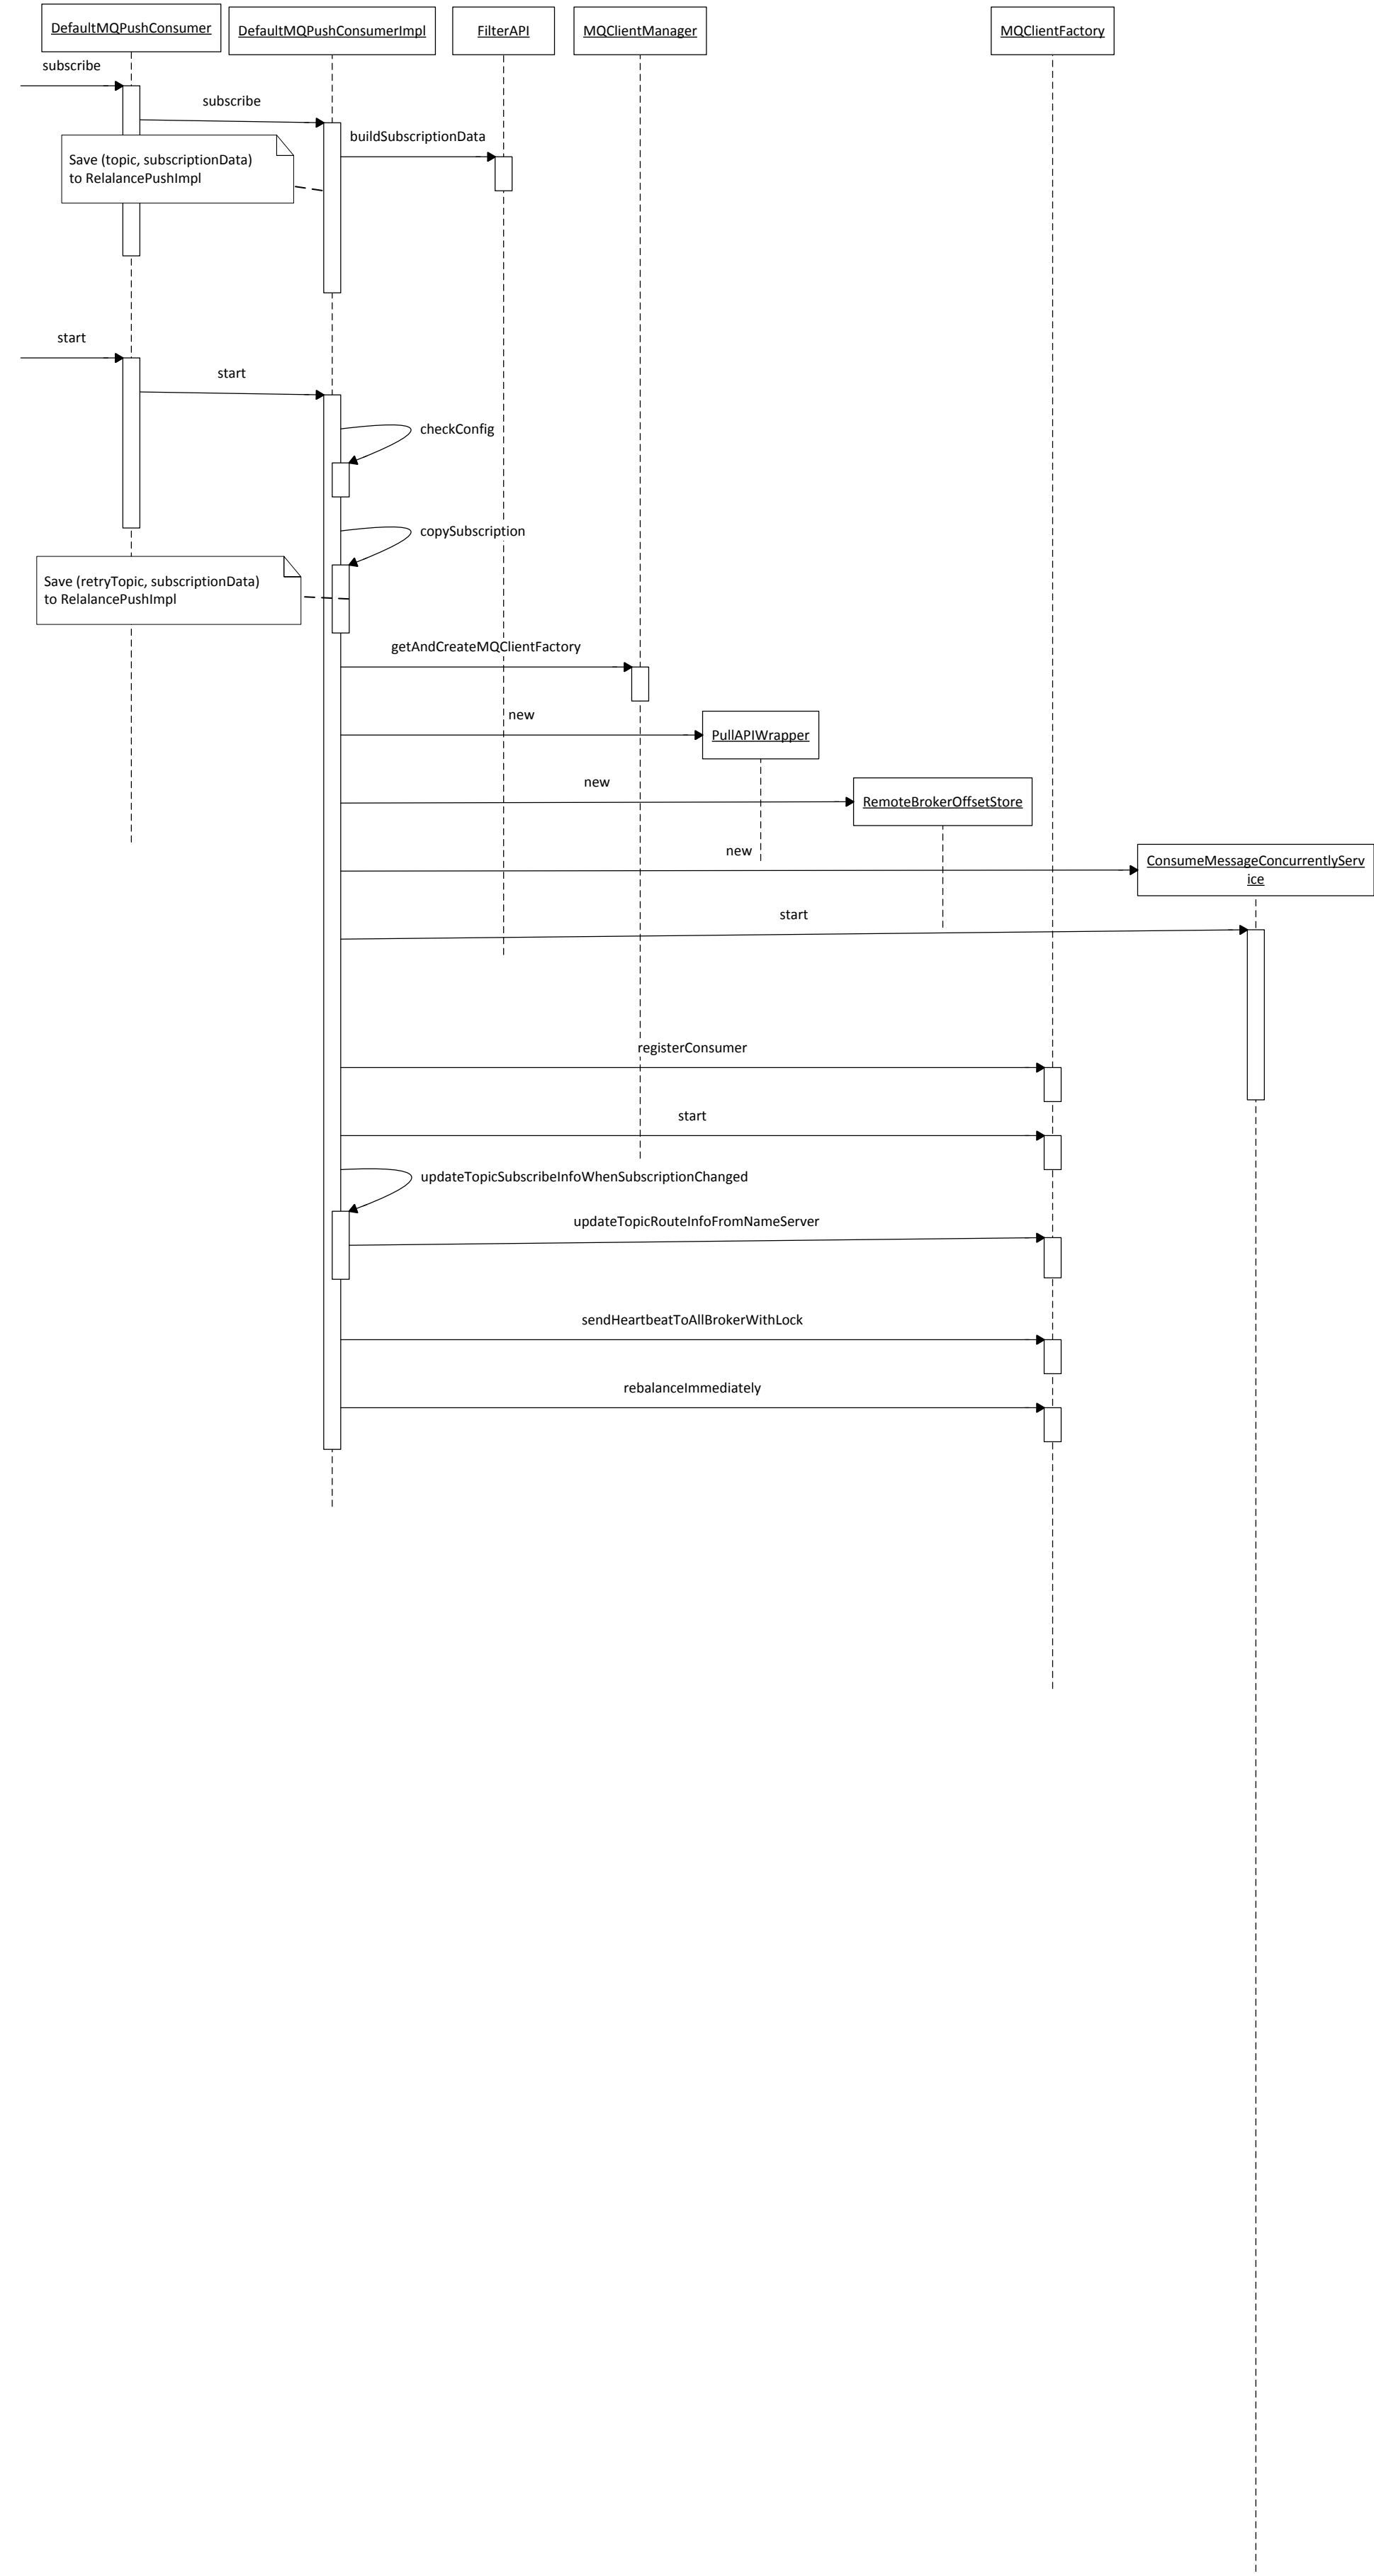 DefaultMQPushConsumer
DefaultMQPushConsumerImpl
FilterAPI
MQClientManager
MQClientFactory
subscribe
subscribe
buildSubscriptionData
Save (topic, subscriptionData)
to RelalancePushImpl
start
start
checkConfig
copySubscription
Save (retryTopic, subscriptionData)
to RelalancePushImpl
getAndCreateMQClientFactory
new
PullAPIWrapper
new
RemoteBrokerOffsetStore
new
ConsumeMessageConcurrentlyServ
ice
start
registerConsumer
start
updateTopicSubscribeInfoWhenSubscriptionChanged
updateTopicRouteInfoFromNameServer
sendHeartbeatToAllBrokerWithLock
rebalanceImmediately